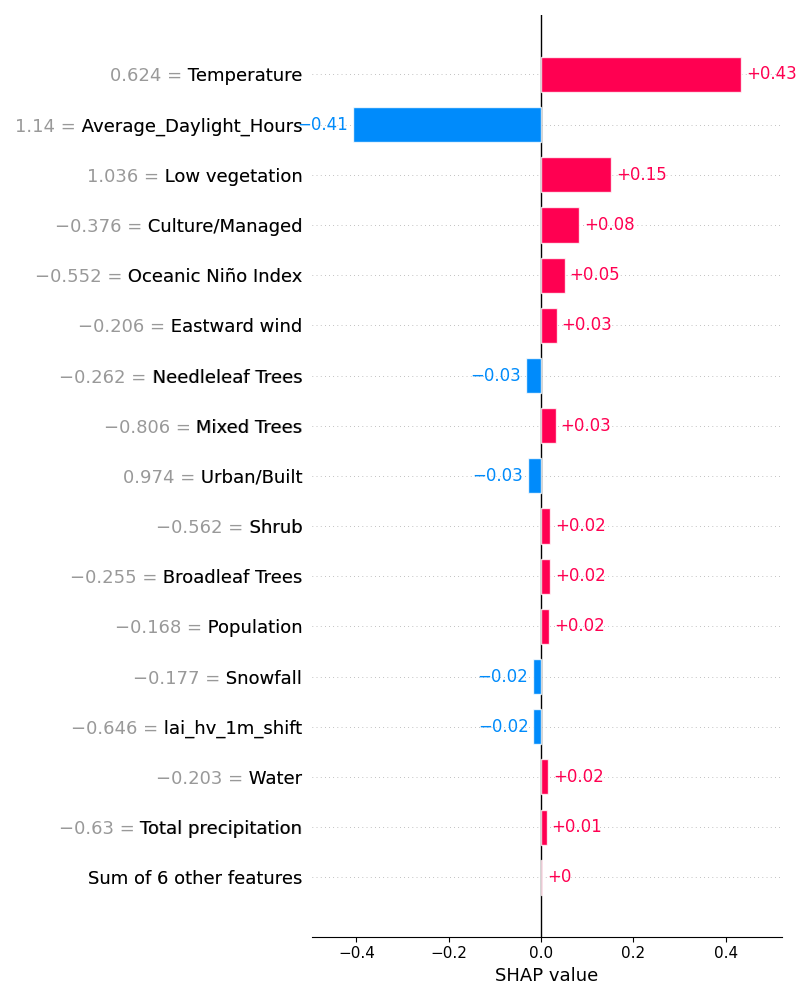 0.624 = Temperature +0.43
1.14 = Average_Daylight_Hours −0.41
1.036 = Low vegetation +0.15
−0.376 = Culture/Managed +0.08
−0.552 = Oceanic Niño Index +0.05
−0.206 = Eastward wind +0.03
−0.262 = Needleleaf Trees −0.03
−0.806 = Mixed Trees +0.03
0.974 = Urban/Built −0.03
−0.562 = Shrub +0.02
−0.255 = Broadleaf Trees +0.02
−0.168 = Population +0.02
−0.177 = Snowfall −0.02
−0.646 = lai_hv_1m_shift −0.02
−0.203 = Water +0.02
−0.63 = Total precipitation +0.01
Sum of 6 other features +0
−0.4 −0.2 0.0 0.2 0.4
SHAP value